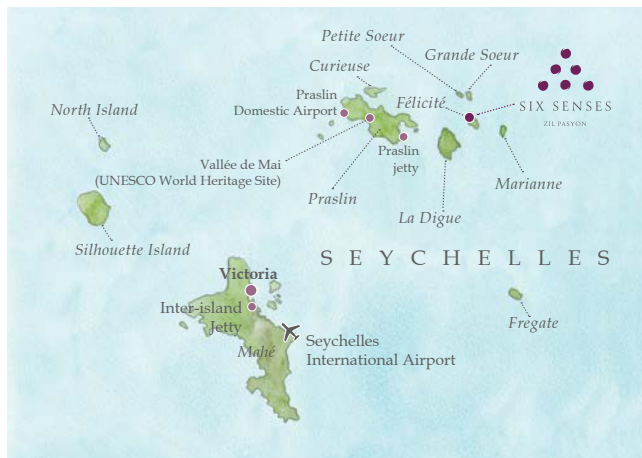 Petite Soeur
Grande Soeur
Curieuse
SIX SENSES
ZIL PASYON
Praslin
Domestic Airport
Félicité
North Island
Vallée de Mai
(UNESCO World Heritage Site)
Praslin
jetty
Marianne
Praslin
La Digue
Silhouette Island
SEYCHELLES
Victoria
Inter-island
Jetty
Fregate
Mahé
Seychelles
International Airport